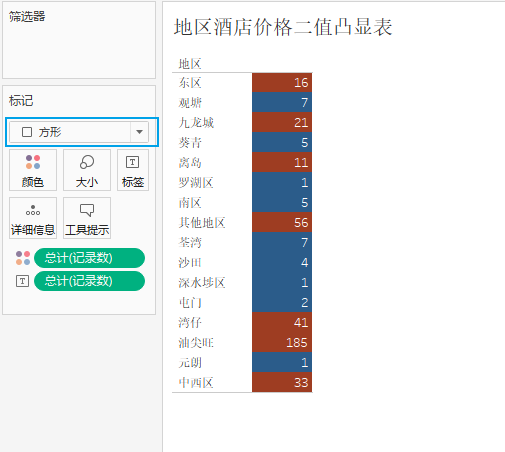 筛选器
标记
方形
颜色 大小 标签
详细信息 工具提示
总计(记录数)
总计(记录数)
地区酒店价格二值凸显表
地区
东区 16
观塘 7
九龙城 21
葵青 5
离岛 11
罗湖区 1
南区 5
其他地区 56
荃湾 7
沙田 4
深水埗区 1
屯门 2
湾仔 41
油尖旺 185
元朗 1
中西区 33